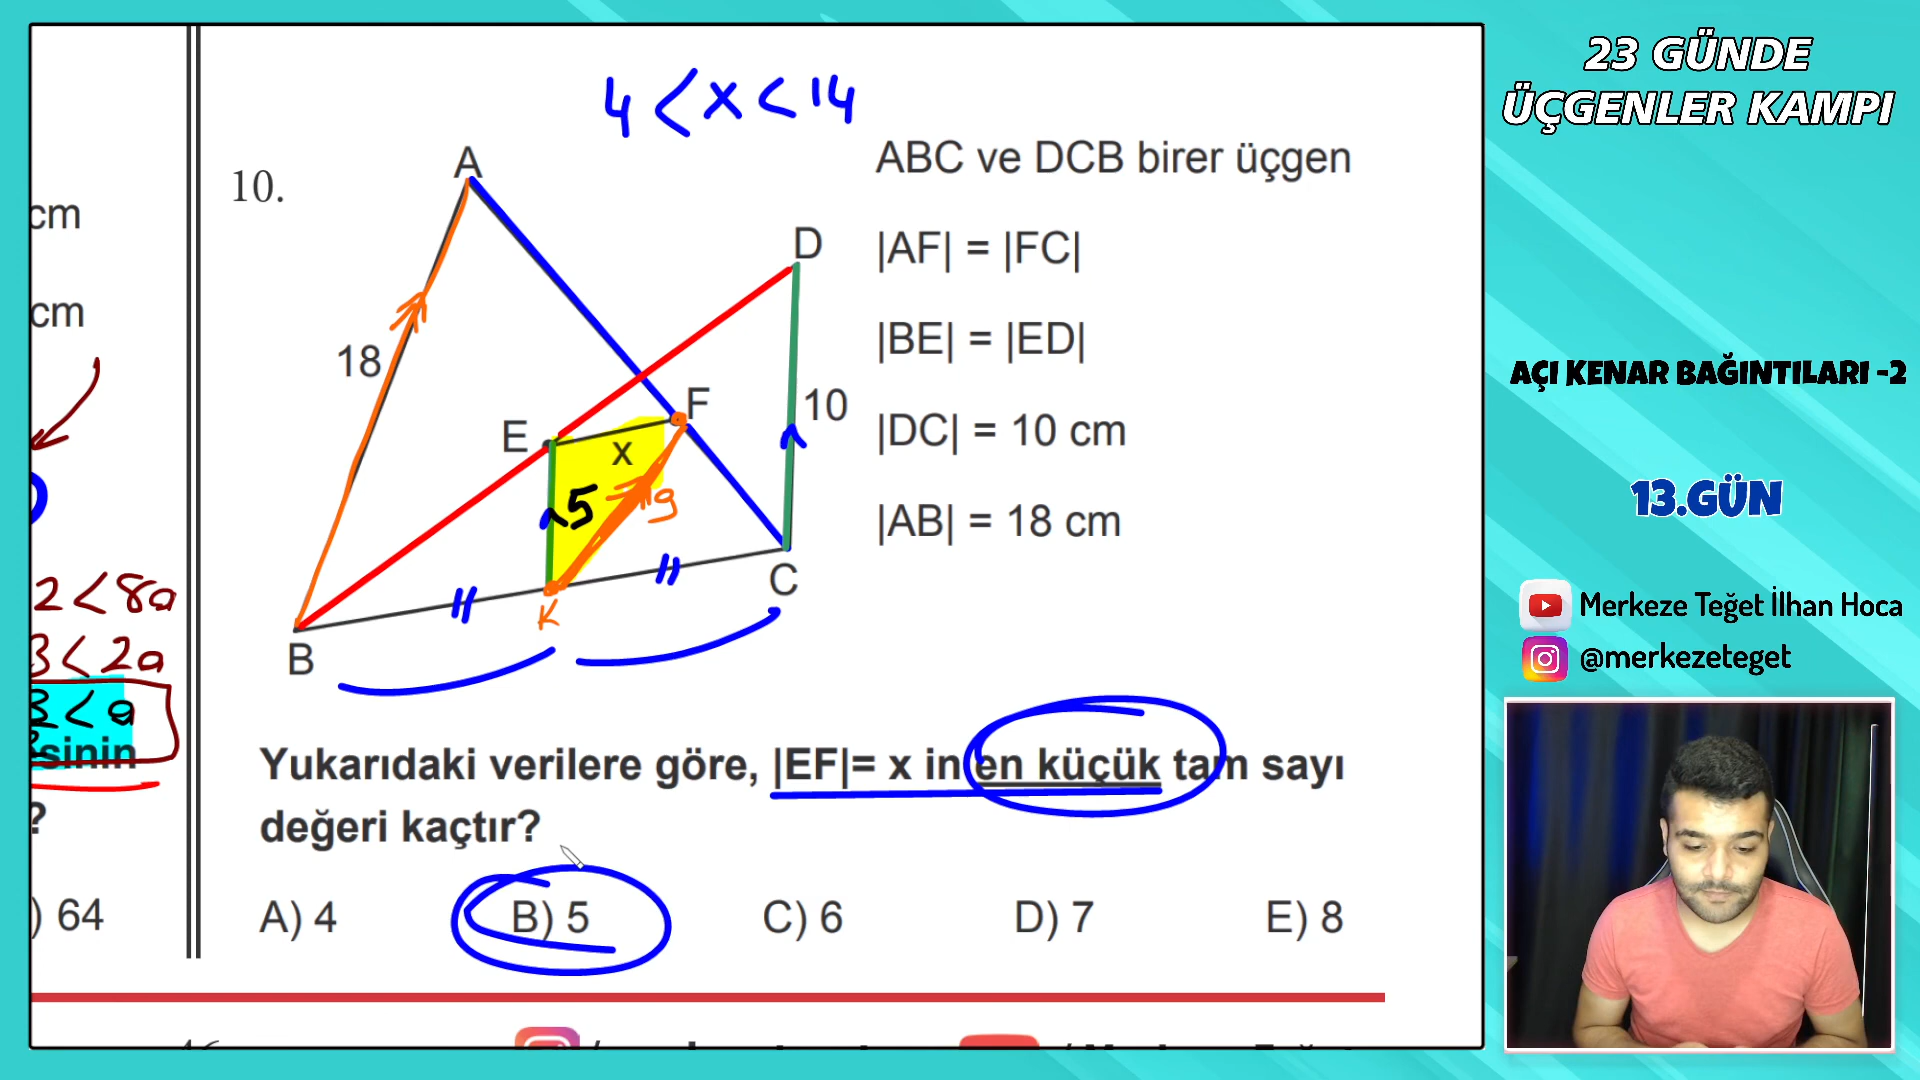 23 GÜNDE
ÜÇGENLER KAMPI
4 < x < 14
10.
ABC ve DCB birer üçgen
|AF| = |FC|
|BE| = |ED|
|DC| = 10 cm
|AB| = 18 cm
A
D
18
E
F
x
10
5
9
K
C
B
cm
cm
2 < 8a
3 < 2a
< a
sinin
?
) 64
Yukarıdaki verilere göre, |EF|= x in en küçük tam sayı
değeri kaçtır?
A) 4
B) 5
C) 6
D) 7
E) 8
AÇI KENAR BAĞINTILARI -2
13.GÜN
Merkeze Teğet İlhan Hoca
@merkezeteget